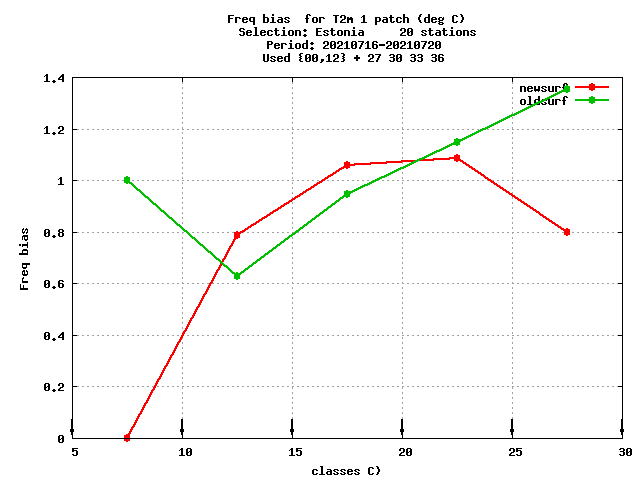 Freq bias  for T2m 1 patch (deg C)
Selection: Estonia     20 stations
Period: 20210716-20210720
Used {00,12} + 27 30 33 36
1.4
newsurf
oldsurf
1.2
1
0.8
Freq bias
0.6
0.4
0.2
0
5 10 15 20 25 30
classes C)